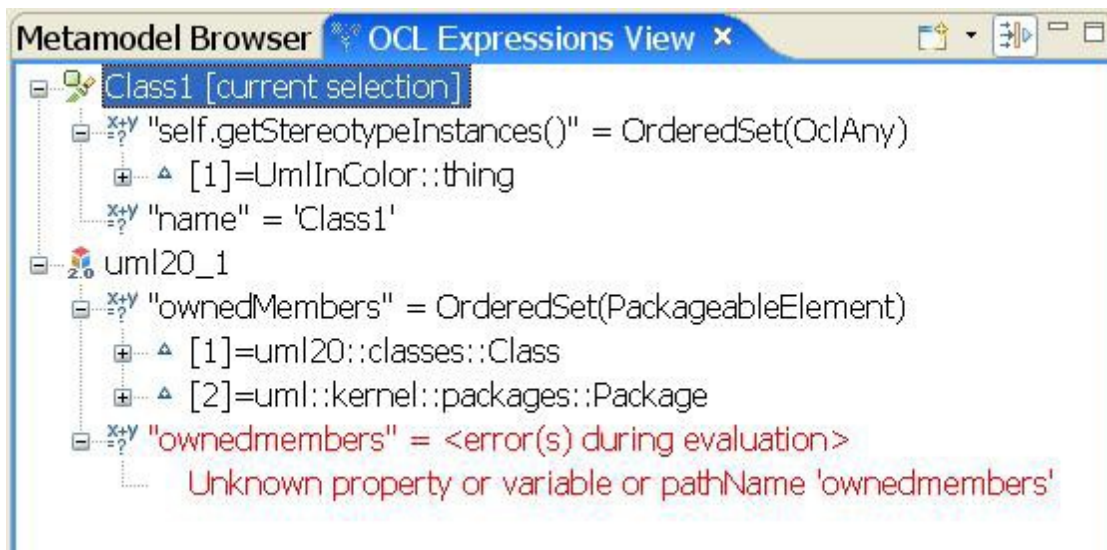 Metamodel Browser OCL Expressions View
Class1 [current selection]
x+y =? "self.getStereotypeInstances()" = OrderedSet(OclAny)
[1]=UmlInColor::thing
x+y =? "name" = 'Class1'
2.0 uml20_1
x+y =? "ownedMembers" = OrderedSet(PackageableElement)
[1]=uml20::classes::Class
[2]=uml::kernel::packages::Package
x+y =? "ownedmembers" = <error(s) during evaluation>
Unknown property or variable or pathName 'ownedmembers'